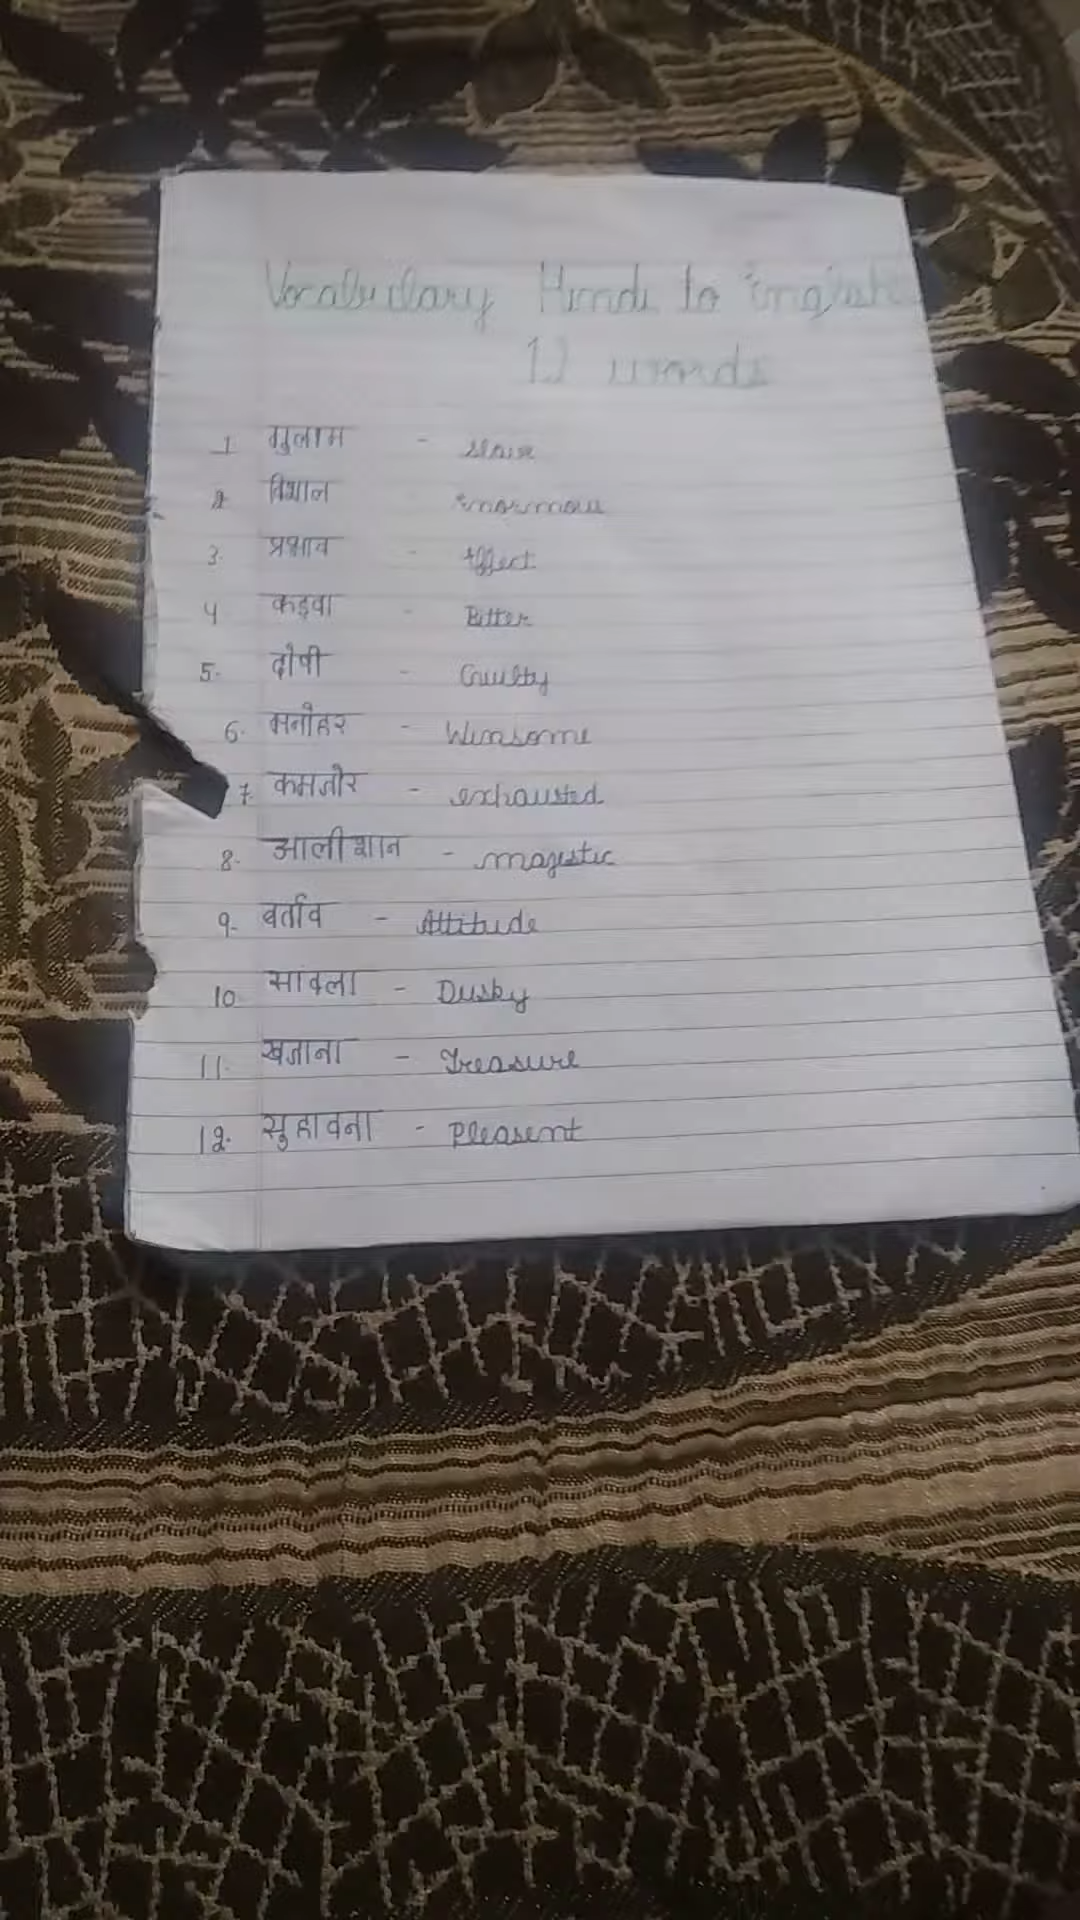 Vocabulary Hindi to English
12 words
1 गुलाम - slave
2 विशाल enormous
3. प्रभाव - Effect
4 कड़वा - Bitter
5. दोषी - Guilty
6. मनोहर - Winsome
7. कमजोर - exhausted
8. आलीशान - majestic
9. बर्ताव - Attitude
10 सावला - Dusky
11. खजाना - Treasure
12. सुहावना - Pleasent